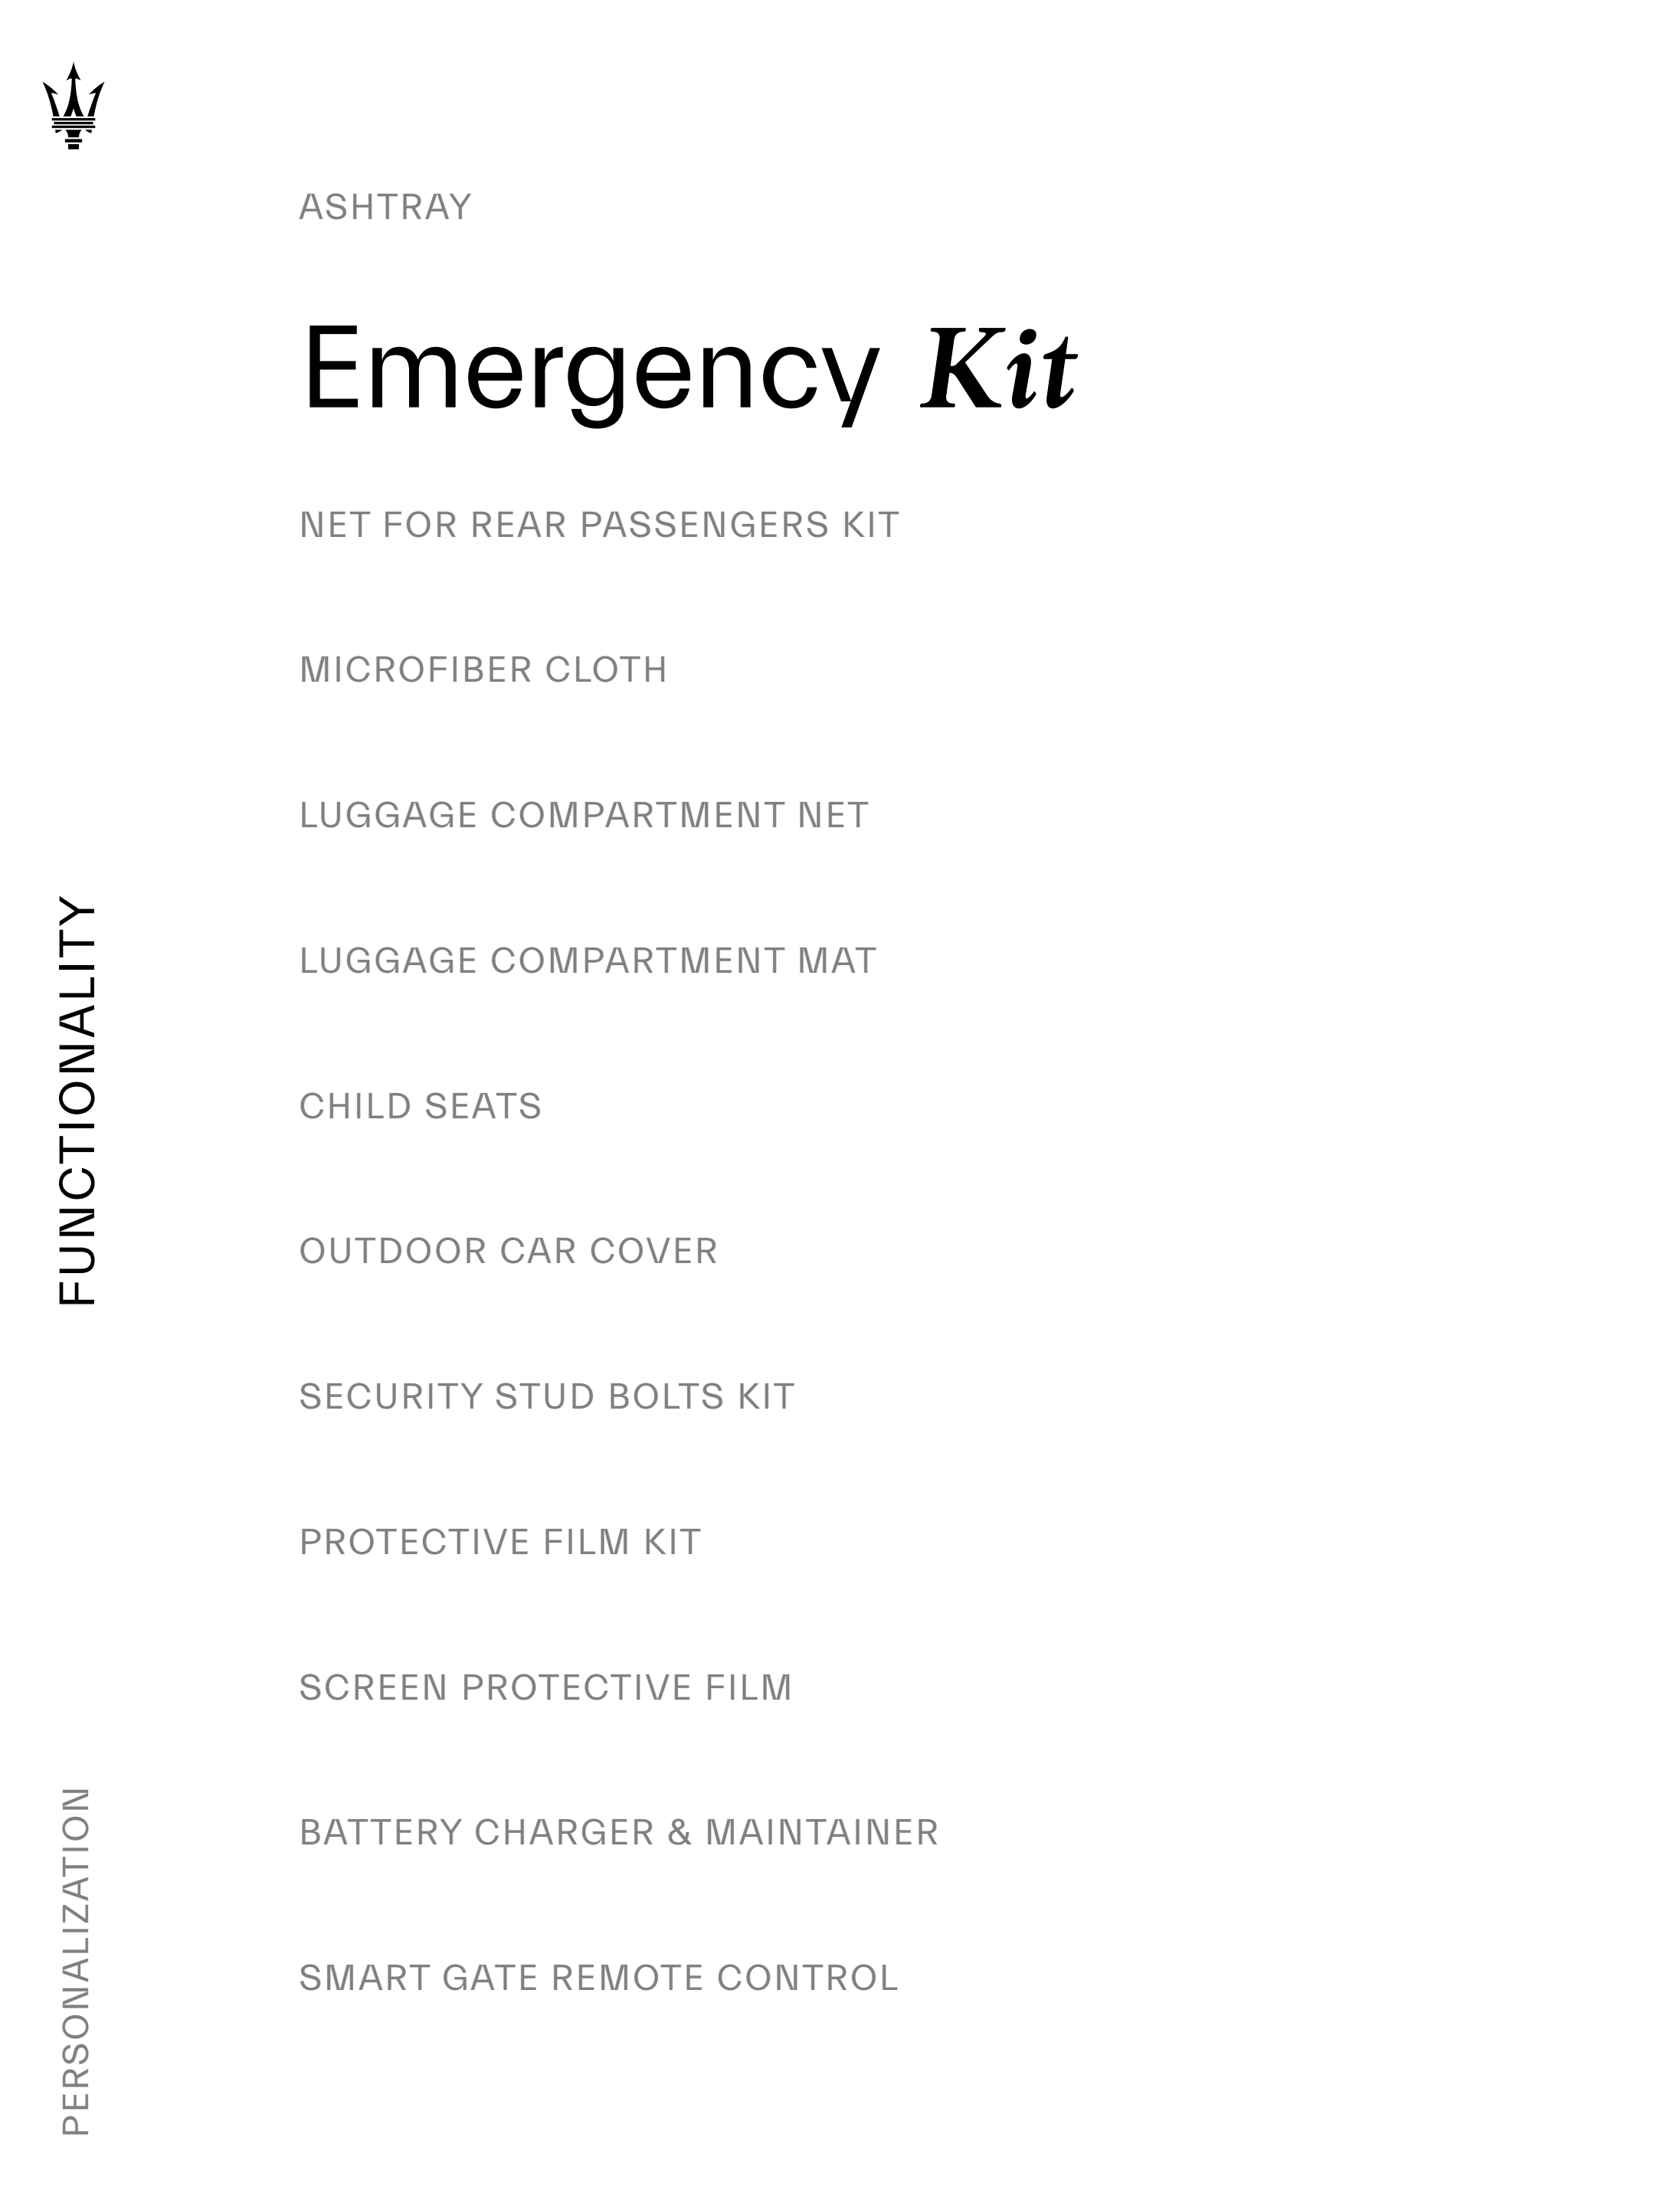 ASHTRAY
Emergency Kit
NET FOR REAR PASSENGERS KIT
MICROFIBER CLOTH
LUGGAGE COMPARTMENT NET
LUGGAGE COMPARTMENT MAT
CHILD SEATS
OUTDOOR CAR COVER
SECURITY STUD BOLTS KIT
PROTECTIVE FILM KIT
SCREEN PROTECTIVE FILM
BATTERY CHARGER & MAINTAINER
SMART GATE REMOTE CONTROL
FUNCTIONALITY
PERSONALIZATION